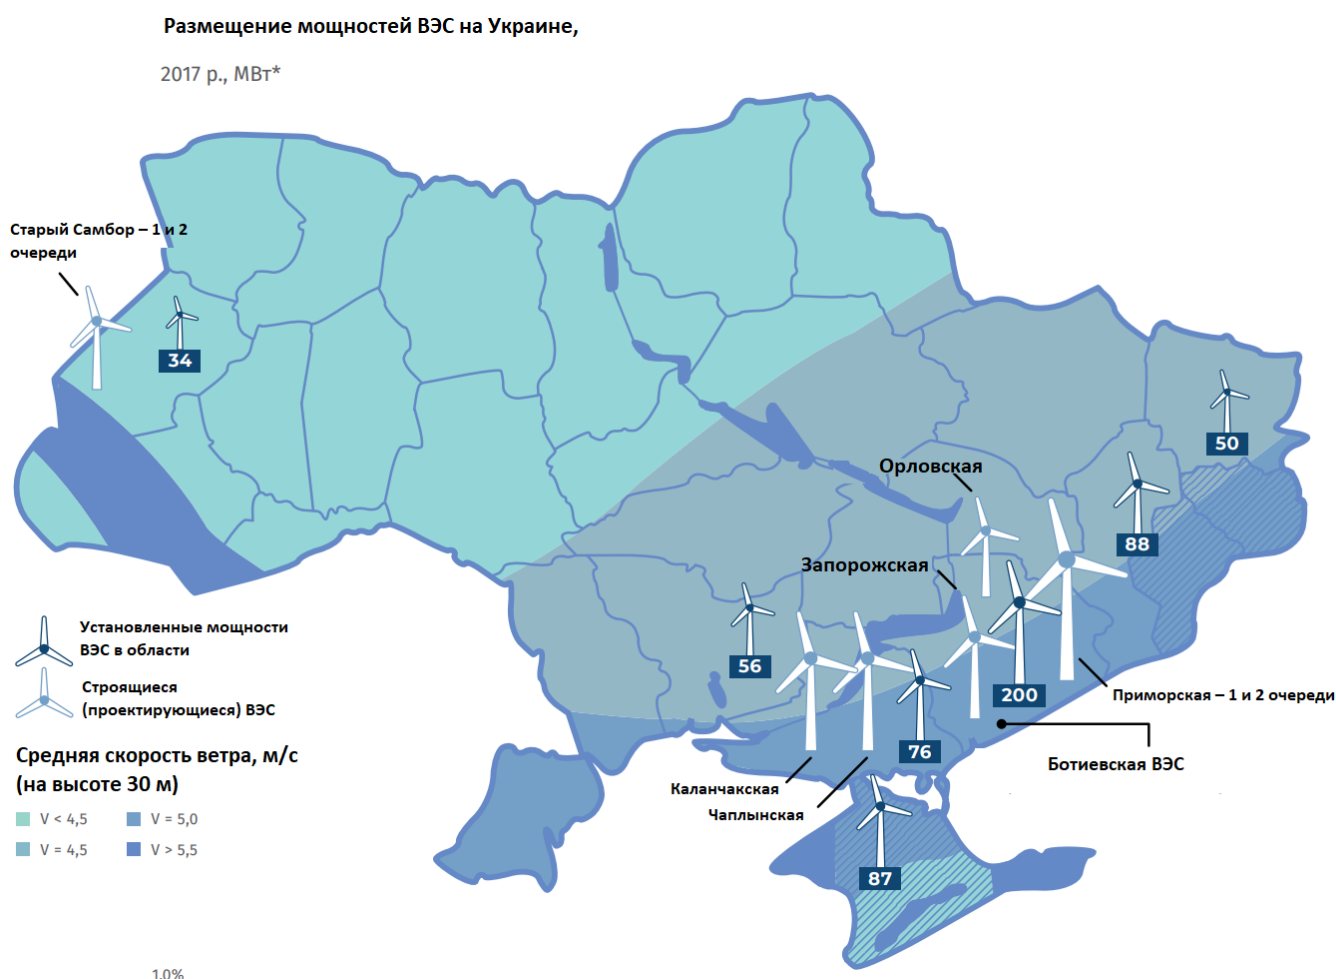 Размещение мощностей ВЭС на Украине,
2017 р., МВт*
Старый Самбор – 1 и 2
очереди
34
50
Орловская
88
Запорожская
56
200
Приморская – 1 и 2 очереди
76
Ботиевская ВЭС
Каланчакская
Чаплынская
87
Установленные мощности
ВЭС в области
Строящиеся
(проектирующиеся) ВЭС
Средняя скорость ветра, м/с
(на высоте 30 м)
V < 4,5
V = 5,0
V = 4,5
V > 5,5
1,0%